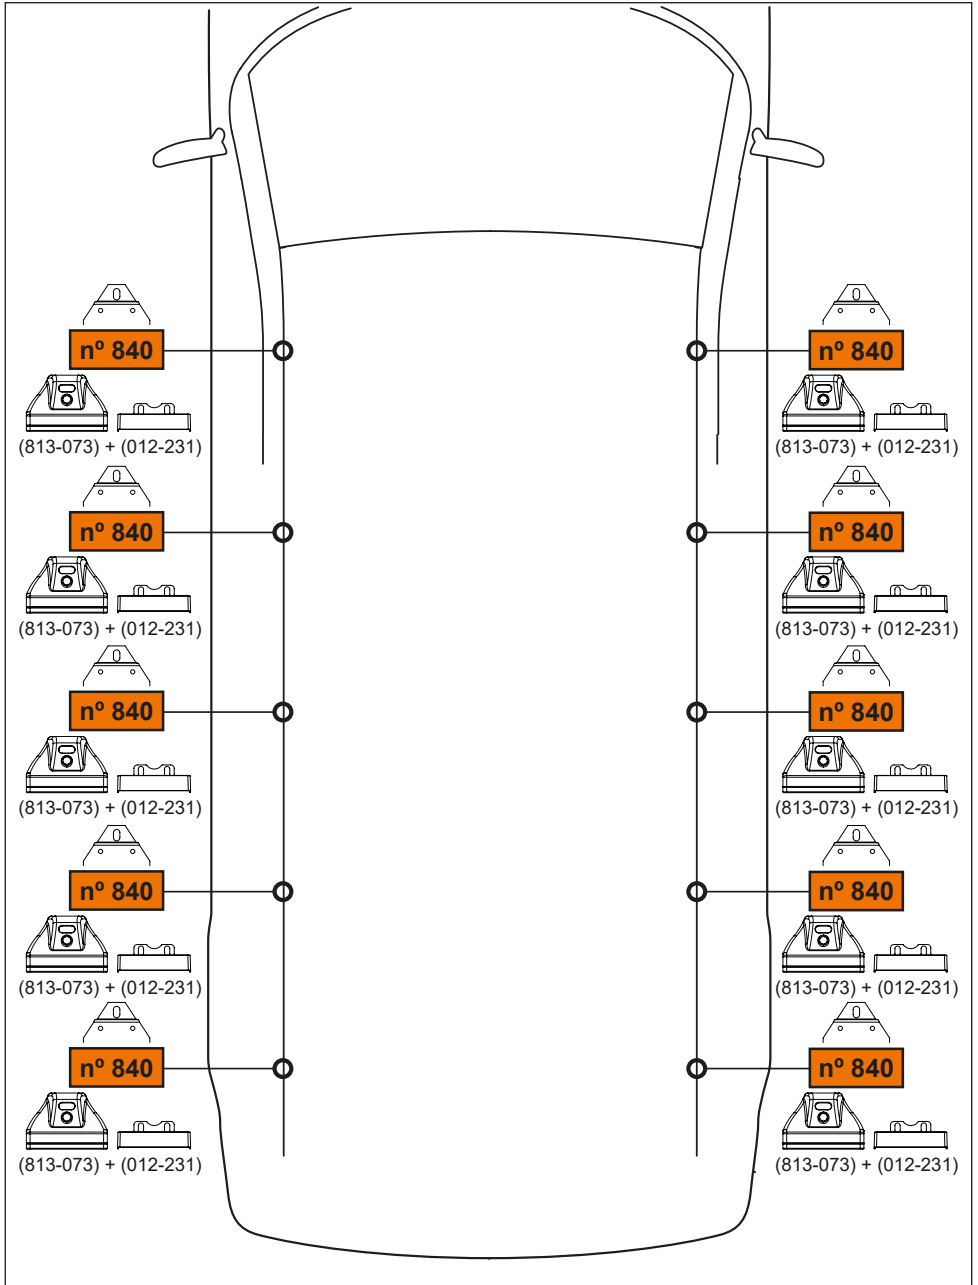 nº 840
nº 840
(813-073) + (012-231)
(813-073) + (012-231)
nº 840
nº 840
(813-073) + (012-231)
(813-073) + (012-231)
nº 840
nº 840
(813-073) + (012-231)
(813-073) + (012-231)
nº 840
nº 840
(813-073) + (012-231)
(813-073) + (012-231)
nº 840
nº 840
(813-073) + (012-231)
(813-073) + (012-231)